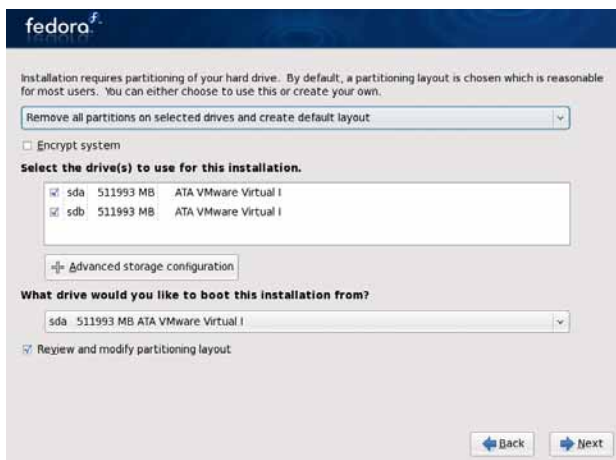 fedora
Installation requires partitioning of your hard drive. By default, a partitioning layout is chosen which is reasonable
for most users. You can either choose to use this or create your own.
Remove all partitions on selected drives and create default layout
Encrypt system
Select the drive(s) to use for this installation.
sda 511993 MB ATA VMware Virtual I
sdb 511993 MB ATA VMware Virtual I
Advanced storage configuration
What drive would you like to boot this installation from?
sda 511993 MB ATA VMware Virtual I
Review and modify partitioning layout
Back Next